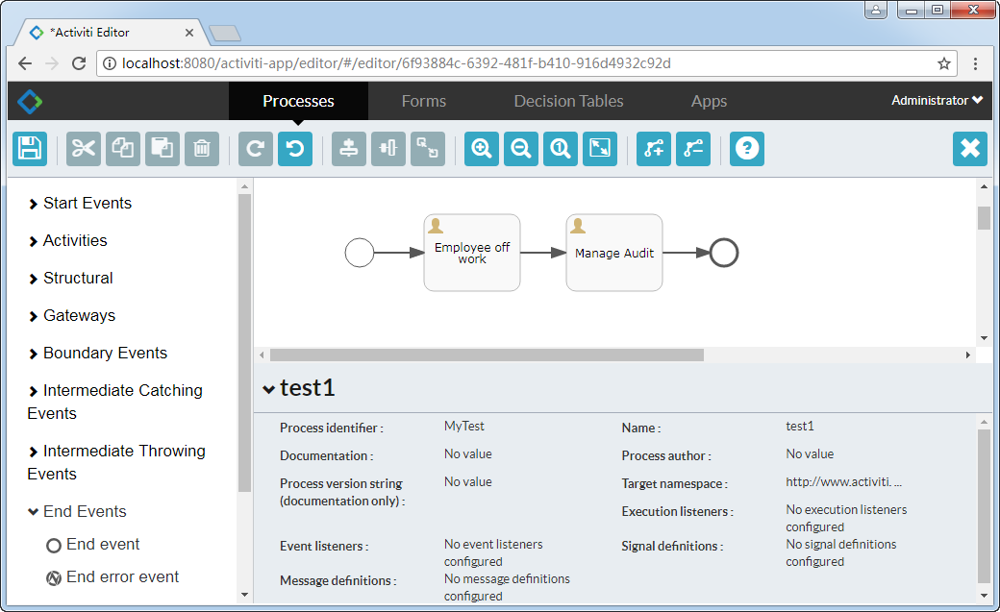 *Activiti Editor
localhost:8080/activiti-app/editor/#/editor/6f93884c-6392-481f-b410-916d4932c92d
Processes
Forms
Decision Tables
Apps
Administrator
1
?
Start Events
Activities
Structural
Gateways
Boundary Events
Intermediate Catching
Events
Intermediate Throwing
Events
End Events
End event
End error event
Employee off
work
Manage Audit
test1
Process identifier :
MyTest
Name :
test1
Documentation :
No value
Process author :
No value
Process version string
(documentation only) :
No value
Target namespace :
http://www.activiti. ...
Execution listeners :
No execution listeners
configured
Event listeners :
No event listeners
configured
Signal definitions :
No signal definitions
configured
Message definitions :
No message definitions
configured